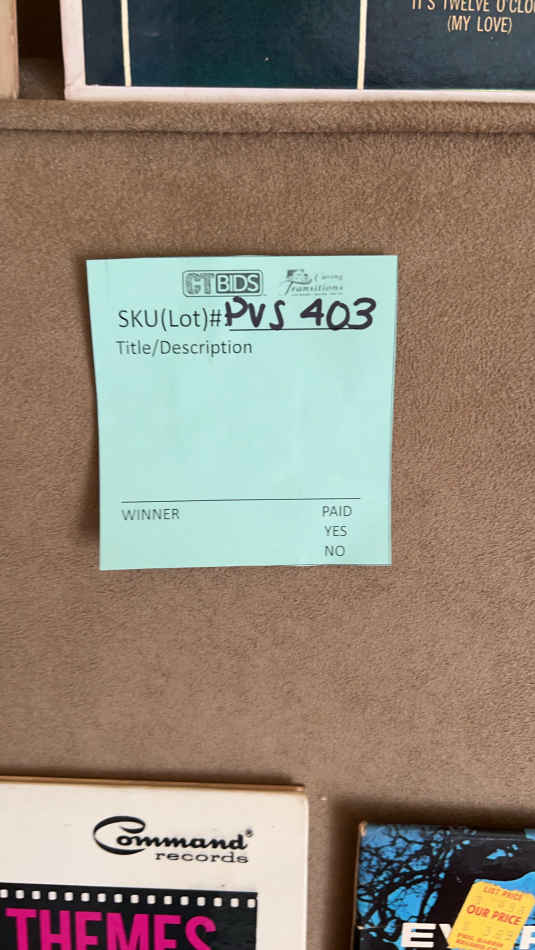 IT'S TWELVE O'CLO
(MY LOVE)
CTBIDS
Caring
Transitions
SKU(Lot)# PVS 403
Title/Description
WINNER
PAID
YES
NO
Command®
records
THEMES
LIST PRICE
OUR PRICE